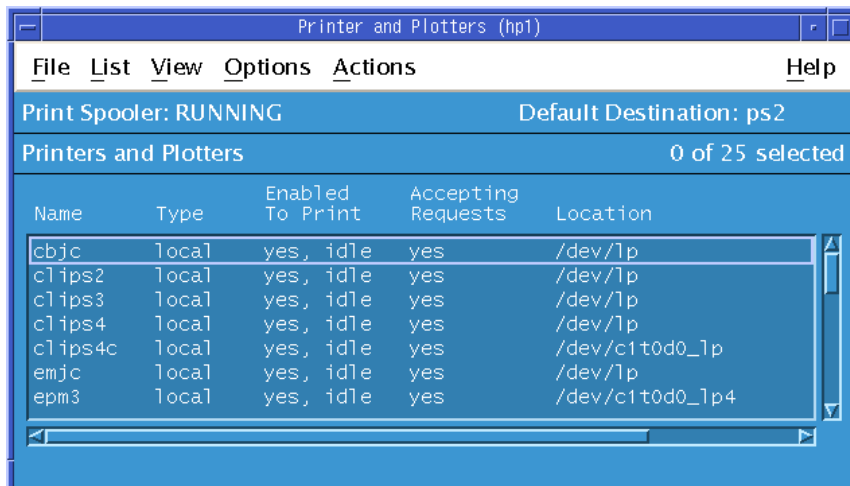 Printer and Plotters (hp1)
File List View Options Actions Help
Print Spooler: RUNNING Default Destination: ps2
Printers and Plotters 0 of 25 selected
Enabled Accepting
Name Type To Print Requests Location
cbjc local yes, idle yes /dev/lp
clips2 local yes, idle yes /dev/lp
clips3 local yes, idle yes /dev/lp
clips4 local yes, idle yes /dev/lp
clips4c local yes, idle yes /dev/c1t0d0_lp
emjc local yes, idle yes /dev/lp
epm3 local yes, idle yes /dev/c1t0d0_lp4